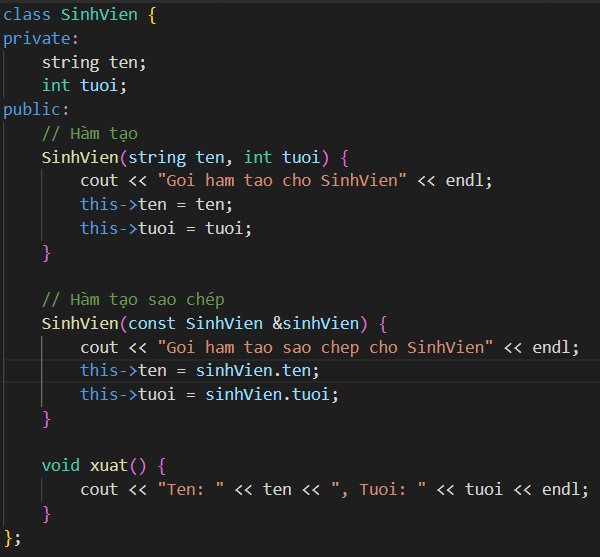 class SinhVien {
private:
    string ten;
    int tuoi;
public:
    // Hàm tạo
    SinhVien(string ten, int tuoi) {
        cout << "Goi ham tao cho SinhVien" << endl;
        this->ten = ten;
        this->tuoi = tuoi;
    }

    // Hàm tạo sao chép
    SinhVien(const SinhVien &sinhVien) {
        cout << "Goi ham tao sao chep cho SinhVien" << endl;
        this->ten = sinhVien.ten;
        this->tuoi = sinhVien.tuoi;
    }

    void xuat() {
        cout << "Ten: " << ten << ", Tuoi: " << tuoi << endl;
    }
};